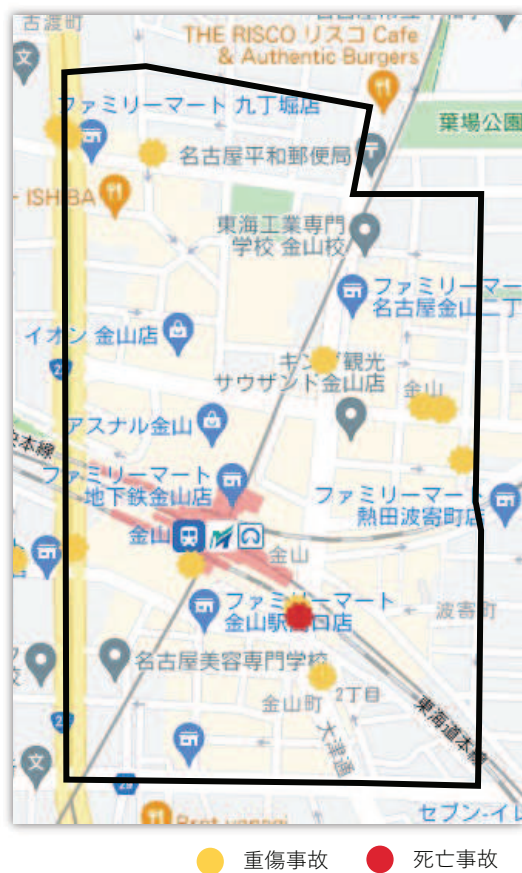 古渡町
THE RISCO リスコ Cafe
& Authentic Burgers
ファミリーマート 九丁堀店
葉場公園
名古屋平和郵便局
ISHIBA
東海工業専門
学校 金山校
ファミリーマー
名古屋金山二丁
イオン 金山店
観光
サウザンド金山店
金山
アスナル金山
央本線
ファミリーマート
地下鉄金山店
ファミリーマート
熱田波寄町店
金山
金山
ファミリーマート
金山駅南口店
波寄町
名古屋美容専門学校
金山町
2丁目
大津通
東海道本線
セブン-イレ
重傷事故
死亡事故